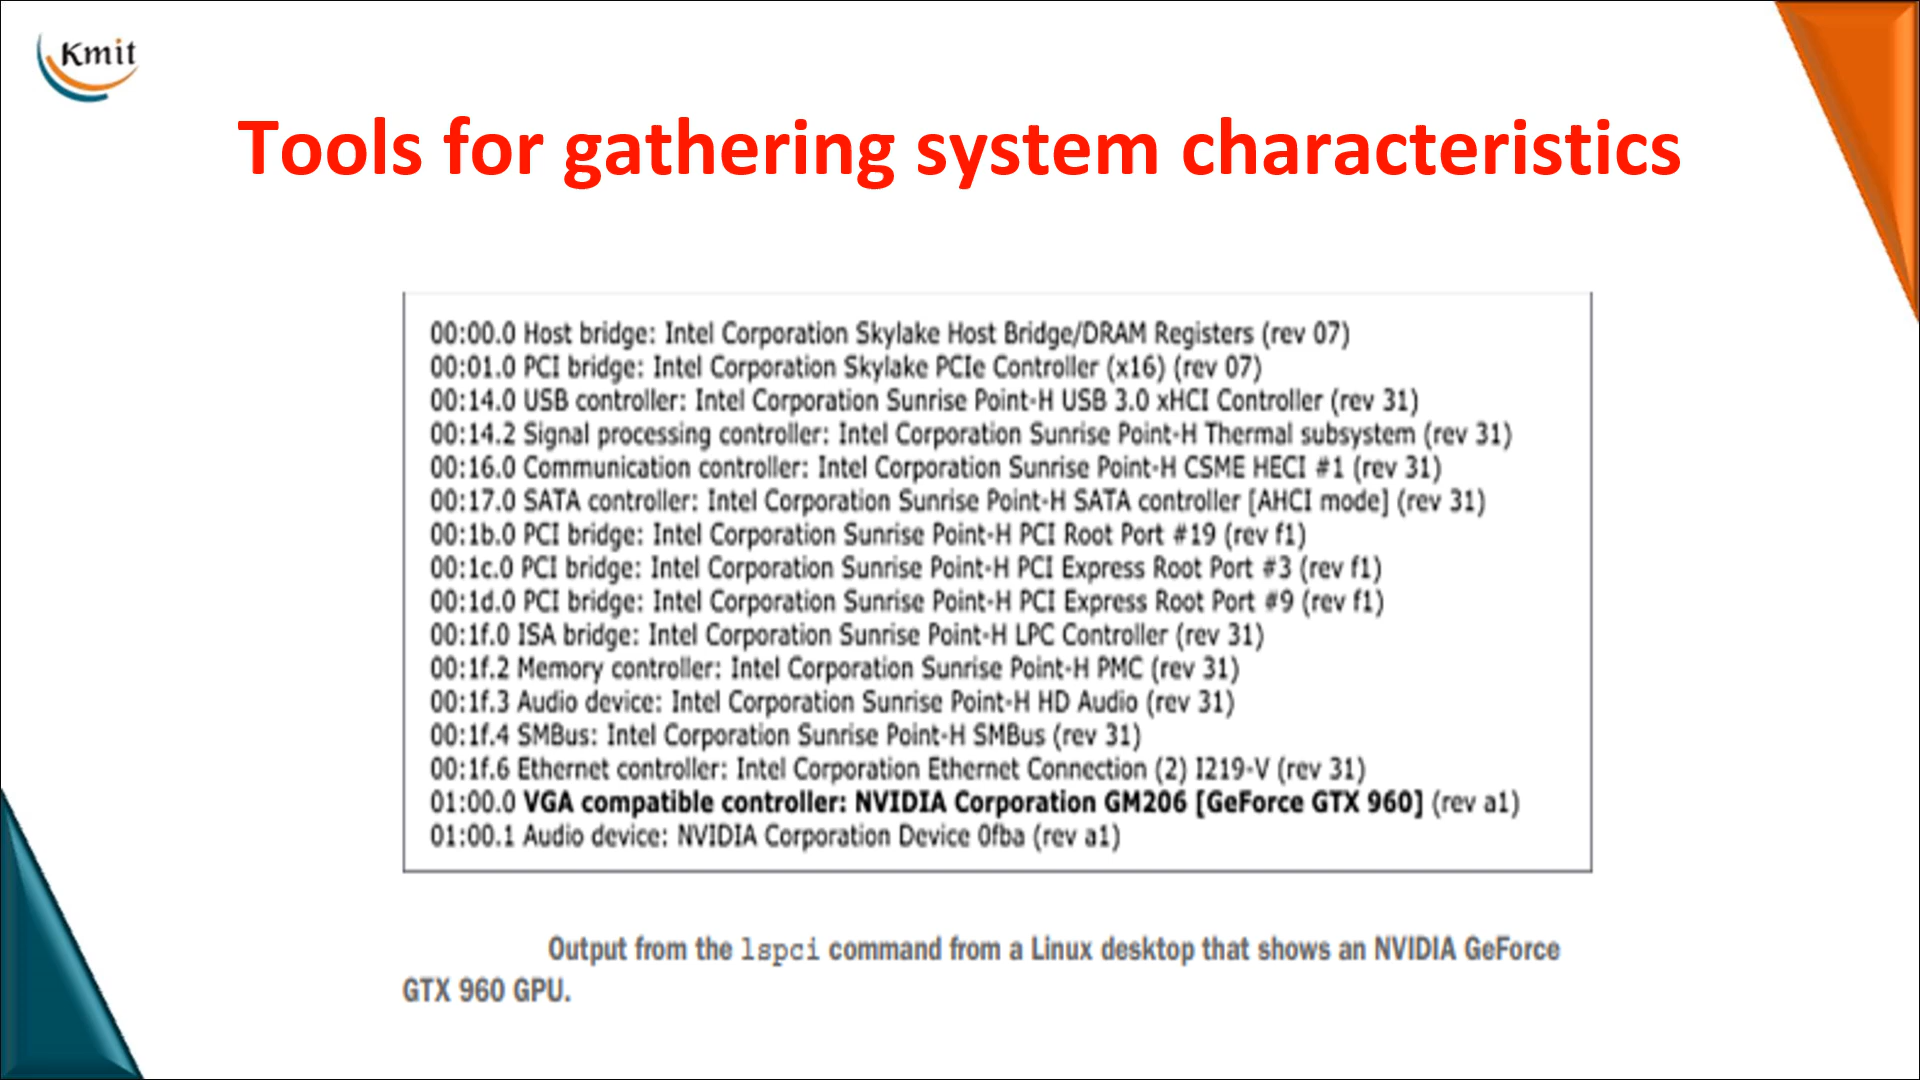 Kmit
Tools for gathering system characteristics
00:00.0 Host bridge: Intel Corporation Skylake Host Bridge/DRAM Registers (rev 07)
00:01.0 PCI bridge: Intel Corporation Skylake PCIe Controller (x16) (rev 07)
00:14.0 USB controller: Intel Corporation Sunrise Point-H USB 3.0 xHCI Controller (rev 31)
00:14.2 Signal processing controller: Intel Corporation Sunrise Point-H Thermal subsystem (rev 31)
00:16.0 Communication controller: Intel Corporation Sunrise Point-H CSME HECI #1 (rev 31)
00:17.0 SATA controller: Intel Corporation Sunrise Point-H SATA controller [AHCI mode] (rev 31)
00:1b.0 PCI bridge: Intel Corporation Sunrise Point-H PCI Root Port #19 (rev f1)
00:1c.0 PCI bridge: Intel Corporation Sunrise Point-H PCI Express Root Port #3 (rev f1)
00:1d.0 PCI bridge: Intel Corporation Sunrise Point-H PCI Express Root Port #9 (rev f1)
00:1f.0 ISA bridge: Intel Corporation Sunrise Point-H LPC Controller (rev 31)
00:1f.2 Memory controller: Intel Corporation Sunrise Point-H PMC (rev 31)
00:1f.3 Audio device: Intel Corporation Sunrise Point-H HD Audio (rev 31)
00:1f.4 SMBus: Intel Corporation Sunrise Point-H SMBus (rev 31)
00:1f.6 Ethernet controller: Intel Corporation Ethernet Connection (2) I219-V (rev 31)
01:00.0 VGA compatible controller: NVIDIA Corporation GM206 [GeForce GTX 960] (rev a1)
01:00.1 Audio device: NVIDIA Corporation Device 0fba (rev a1)
Output from the lspci command from a Linux desktop that shows an NVIDIA GeForce
GTX 960 GPU.